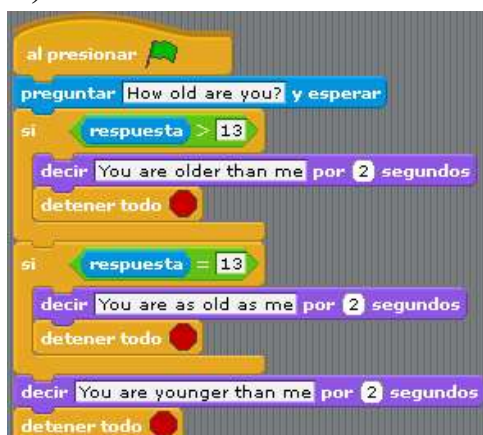 al presionar
preguntar How old are you? y esperar
si respuesta > 13
decir You are older than me por 2 segundos
detener todo
si respuesta = 13
decir You are as old as me por 2 segundos
detener todo
decir You are younger than me por 2 segundos
detener todo